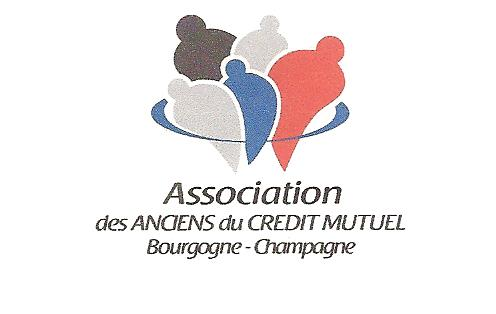 Association
des ANCIENS du CREDIT MUTUEL
Bourgogne - Champagne